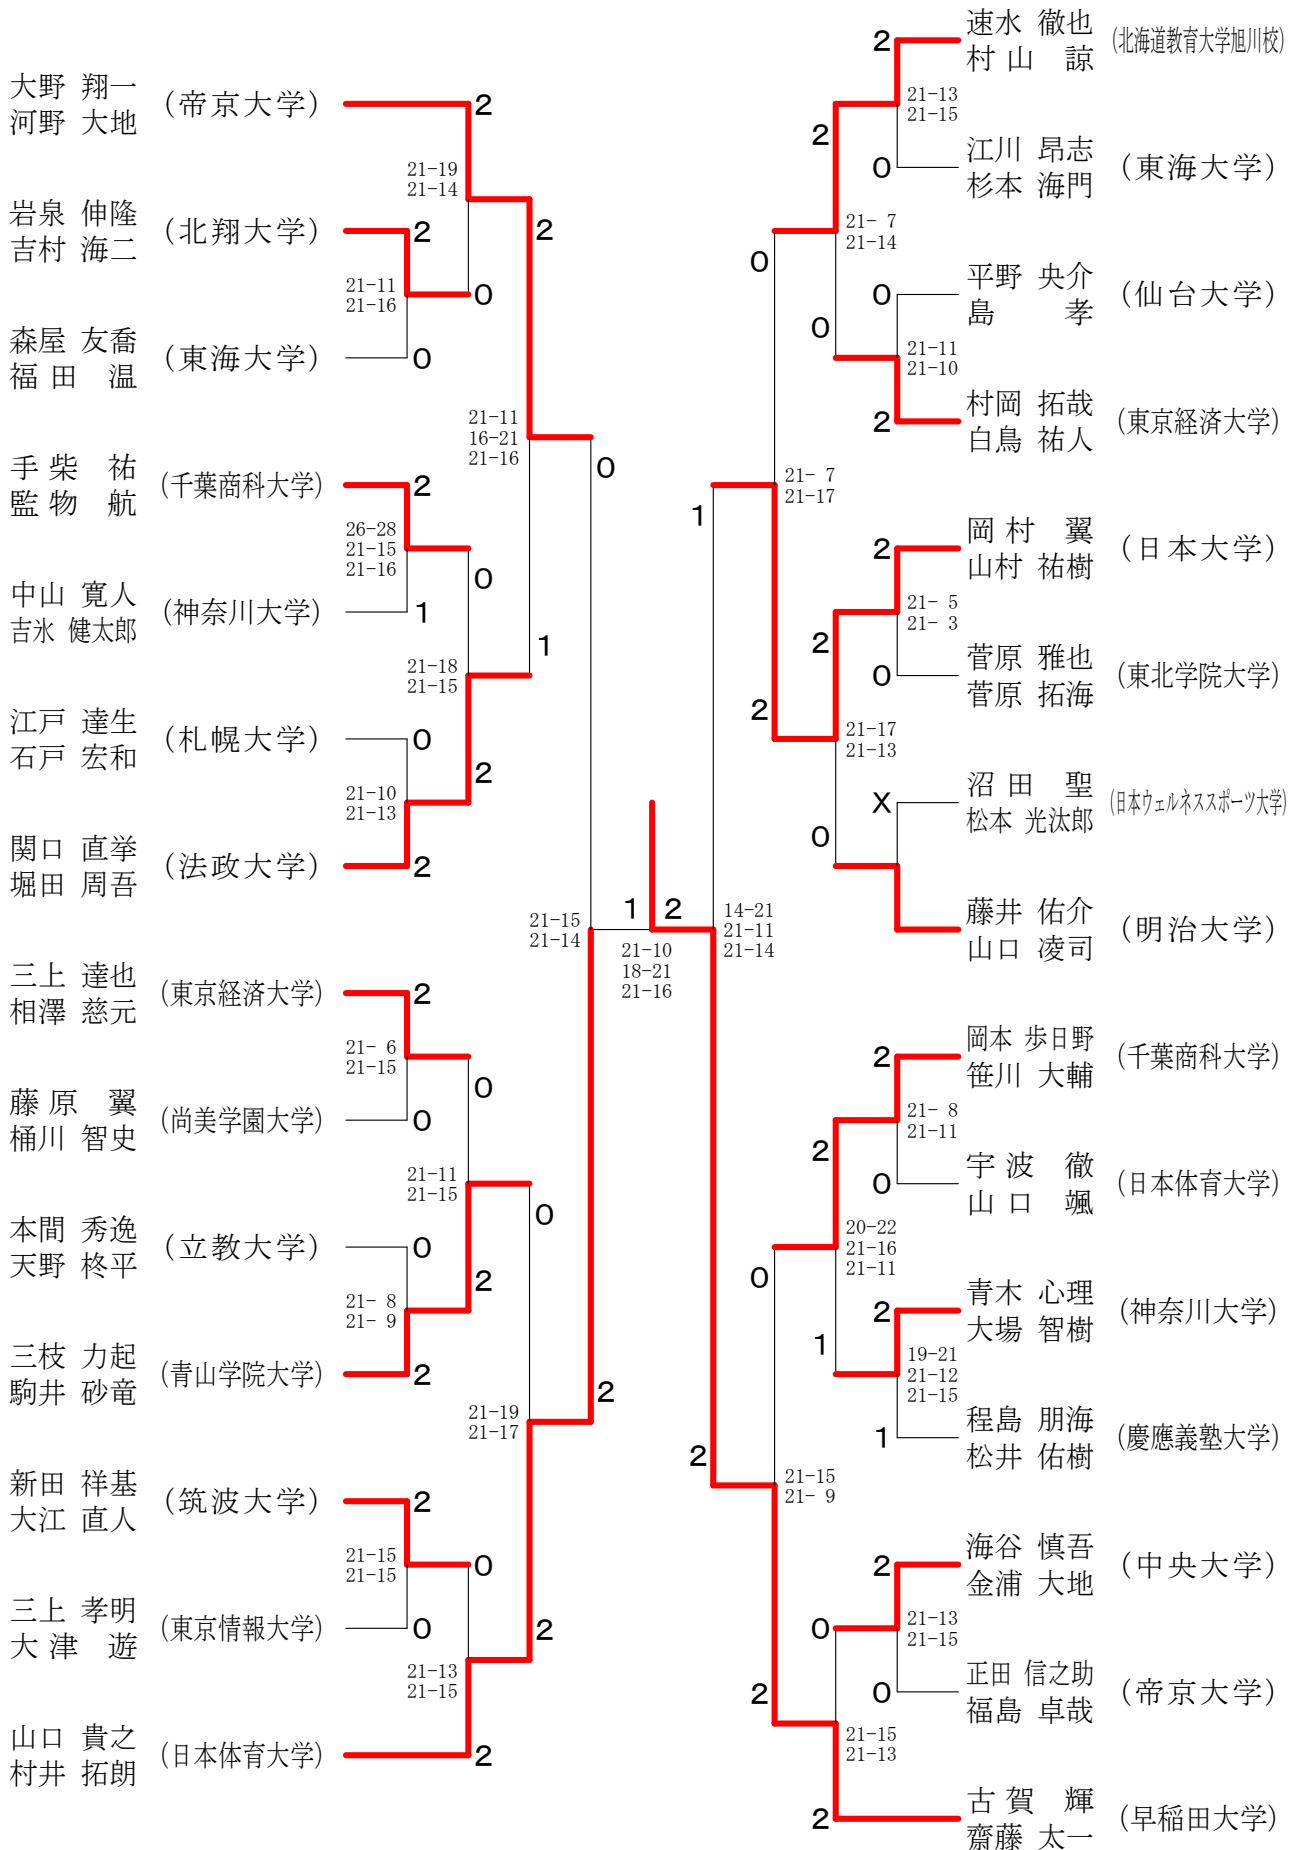 大野 翔一
河野 大地
(帝京大学)
2
21-19
21-14
岩泉 伸隆
吉村 海二
(北翔大学)
2
2
21-11
21-16
0
森屋 友喬
福田 温
(東海大学)
0
21-11
16-21
21-16
0
手柴 祐
監物 航
(千葉商科大学)
2
26-28
21-15
21-16
0
中山 寛人
吉氷 健太郎
(神奈川大学)
1
1
21-18
21-15
江戸 達生
石戸 宏和
(札幌大学)
0
2
21-10
21-13
関口 直挙
堀田 周吾
(法政大学)
2
21-15
21-14
1
2
21-10
18-21
21-16
三上 達也
相澤 慈元
(東京経済大学)
2
21- 6
21-15
0
藤原 翼
桶川 智史
(尚美学園大学)
0
21-11
21-15
0
本間 秀逸
天野 柊平
(立教大学)
0
2
21- 8
21- 9
三枝 力起
駒井 砂竜
(青山学院大学)
2
2
21-19
21-17
新田 祥基
大江 直人
(筑波大学)
2
21-15
21-15
0
三上 孝明
大津 遊
(東京情報大学)
0
2
21-13
21-15
山口 貴之
村井 拓朗
(日本体育大学)
2
速水 徹也
村山 諒
(北海道教育大学旭川校)
2
21-13
21-15
2
江川 昂志
杉本 海門
(東海大学)
0
21- 7
21-14
0
平野 央介
島 孝
(仙台大学)
0
0
21-11
21-10
村岡 拓哉
白鳥 祐人
(東京経済大学)
2
21- 7
21-17
1
岡村 翼
山村 祐樹
(日本大学)
2
21- 5
21- 3
2
菅原 雅也
菅原 拓海
(東北学院大学)
0
2
21-17
21-13
沼田 聖
松本 光汰郎
(日本ウェルネススポーツ大学)
X
0
藤井 佑介
山口 凌司
(明治大学)
14-21
21-11
21-14
岡本 歩日野
笹川 大輔
(千葉商科大学)
2
21- 8
21-11
2
宇波 徹
山口 颯
(日本体育大学)
0
20-22
21-16
21-11
0
青木 心理
大場 智樹
(神奈川大学)
2
1
19-21
21-12
21-15
程島 朋海
松井 佑樹
(慶應義塾大学)
1
2
21-15
21- 9
海谷 慎吾
金浦 大地
(中央大学)
2
21-13
21-15
0
正田 信之助
福島 卓哉
(帝京大学)
0
2
21-15
21-13
古賀 輝
齋藤 太一
(早稲田大学)
2